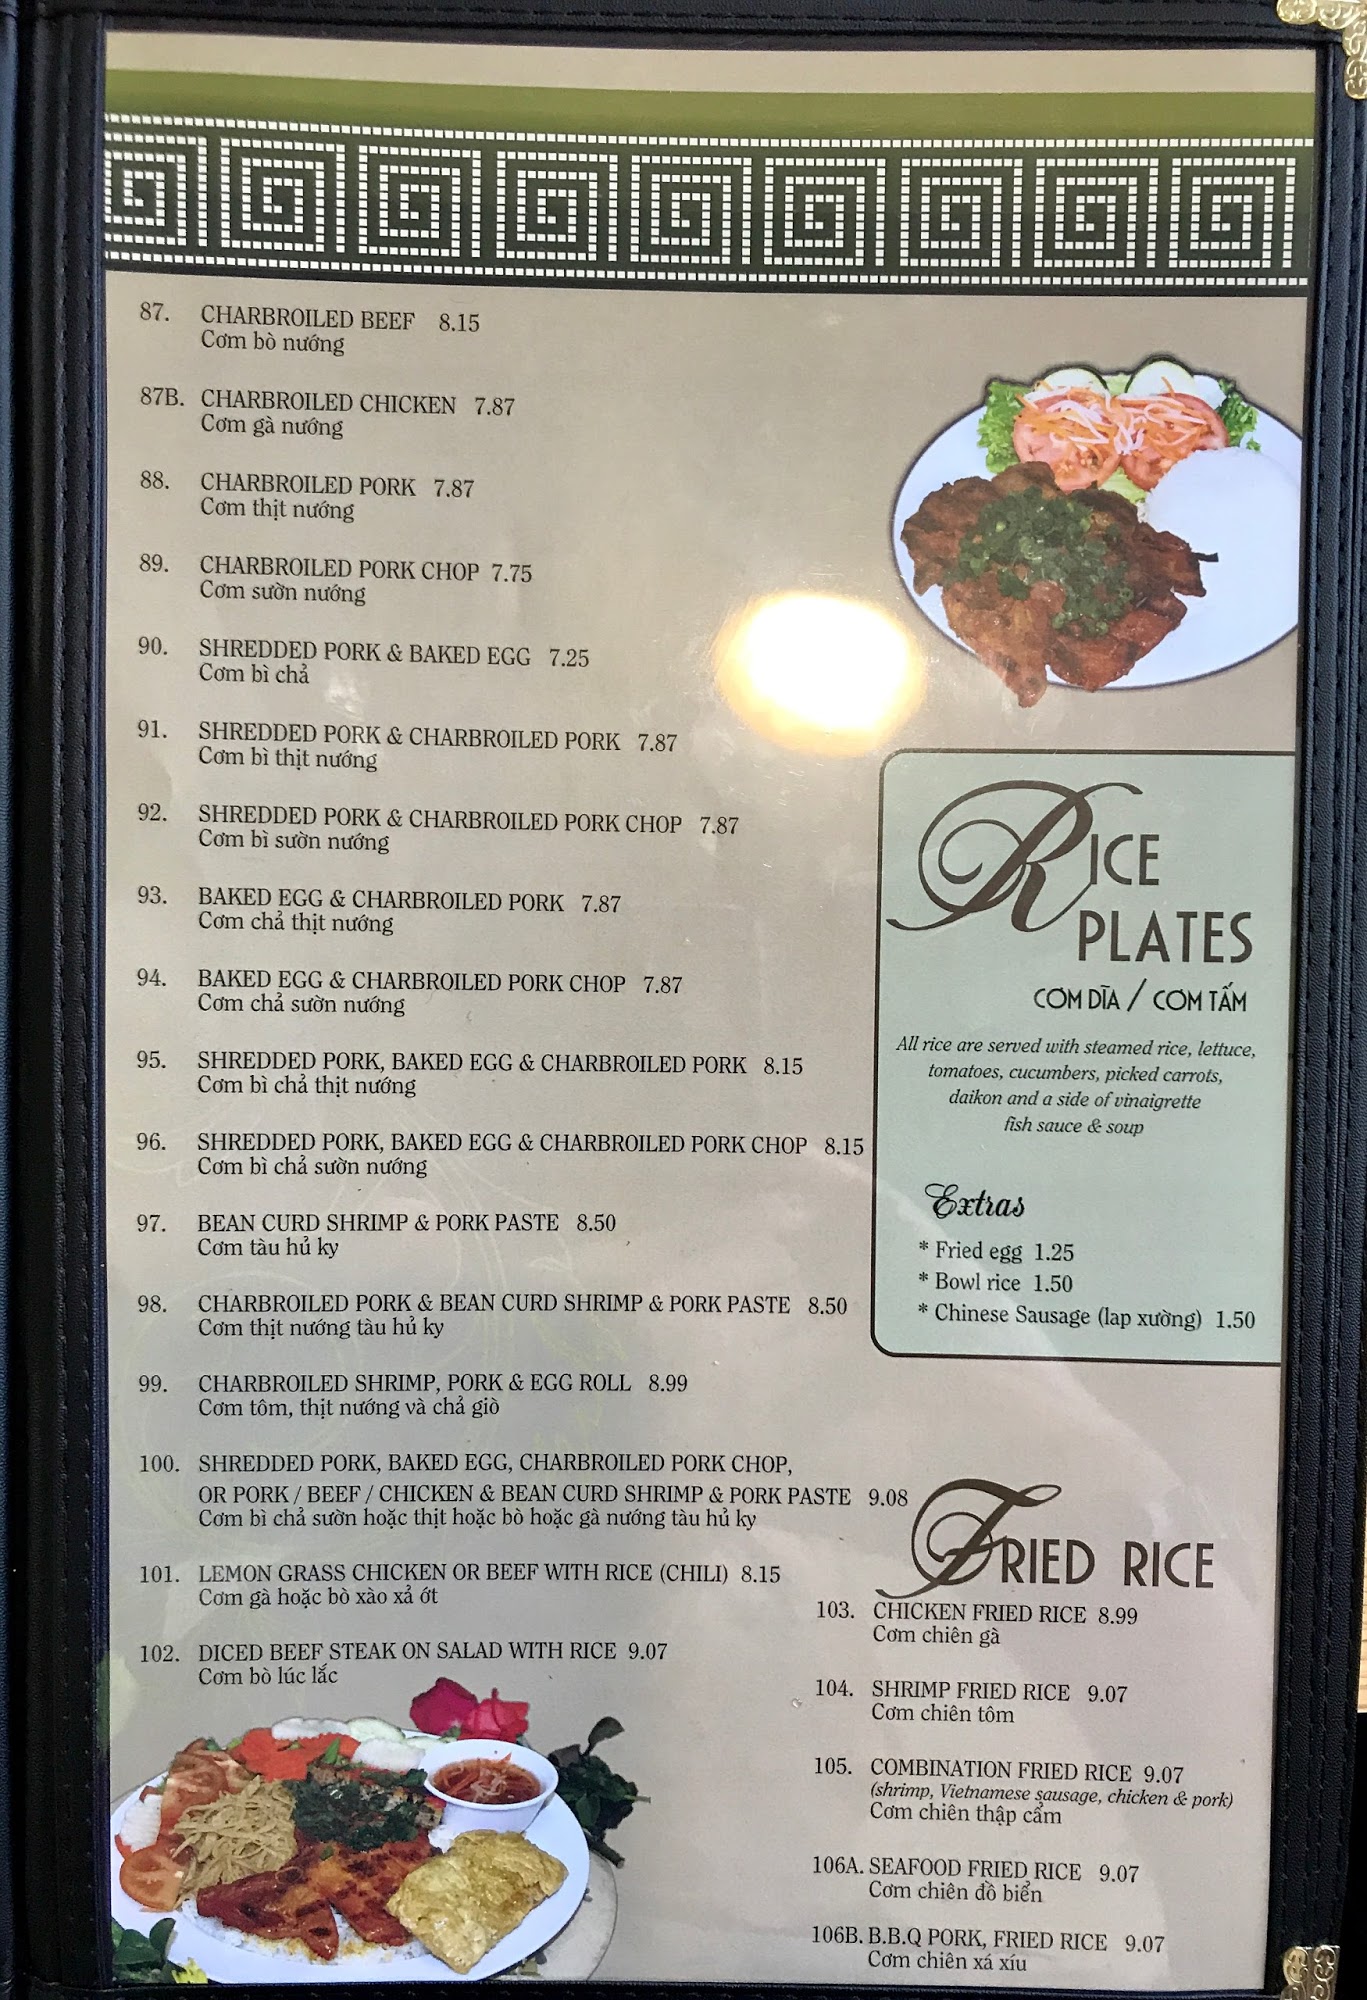 87. CHARBROILED BEEF 8.15
Cơm bò nướng
87B. CHARBROILED CHICKEN 7.87
Cơm gà nướng
88. CHARBROILED PORK 7.87
Cơm thịt nướng
89. CHARBROILED PORK CHOP 7.75
Cơm sườn nướng
90. SHREDDED PORK & BAKED EGG 7.25
Cơm bì chả
91. SHREDDED PORK & CHARBROILED PORK 7.87
Cơm bì thịt nướng
92. SHREDDED PORK & CHARBROILED PORK CHOP 7.87
Cơm bì sườn nướng
93. BAKED EGG & CHARBROILED PORK 7.87
Cơm chả thịt nướng
94. BAKED EGG & CHARBROILED PORK CHOP 7.87
Cơm chả sườn nướng
95. SHREDDED PORK, BAKED EGG & CHARBROILED PORK 8.15
Cơm bì chả thịt nướng
96. SHREDDED PORK, BAKED EGG & CHARBROILED PORK CHOP 8.15
Cơm bì chả sườn nướng
97. BEAN CURD SHRIMP & PORK PASTE 8.50
Cơm tàu hủ ky
98. CHARBROILED PORK & BEAN CURD SHRIMP & PORK PASTE 8.50
Cơm thịt nướng tàu hủ ky
99. CHARBROILED SHRIMP, PORK & EGG ROLL 8.99
Cơm tôm, thịt nướng và chả giò
100. SHREDDED PORK, BAKED EGG, CHARBROILED PORK CHOP,
OR PORK / BEEF / CHICKEN & BEAN CURD SHRIMP & PORK PASTE 9.08
Cơm bì chả sườn hoặc thịt hoặc bò hoặc gà nướng tàu hủ ky
101. LEMON GRASS CHICKEN OR BEEF WITH RICE (CHILI) 8.15
Cơm gà hoặc bò xào xả ớt
102. DICED BEEF STEAK ON SALAD WITH RICE 9.07
Cơm bò lúc lắc
RICE
PLATES
CƠM DĨA / CƠM TẤM
All rice are served with steamed rice, lettuce,
tomatoes, cucumbers, picked carrots,
daikon and a side of vinaigrette
fish sauce & soup
Extras
* Fried egg 1.25
* Bowl rice 1.50
* Chinese Sausage (lap xường) 1.50
FRIED RICE
103. CHICKEN FRIED RICE 8.99
Cơm chiên gà
104. SHRIMP FRIED RICE 9.07
Cơm chiên tôm
105. COMBINATION FRIED RICE 9.07
(shrimp, Vietnamese sausage, chicken & pork)
Cơm chiên thập cẩm
106A. SEAFOOD FRIED RICE 9.07
Cơm chiên đồ biển
106B. B.B.Q PORK, FRIED RICE 9.07
Cơm chiên xá xíu